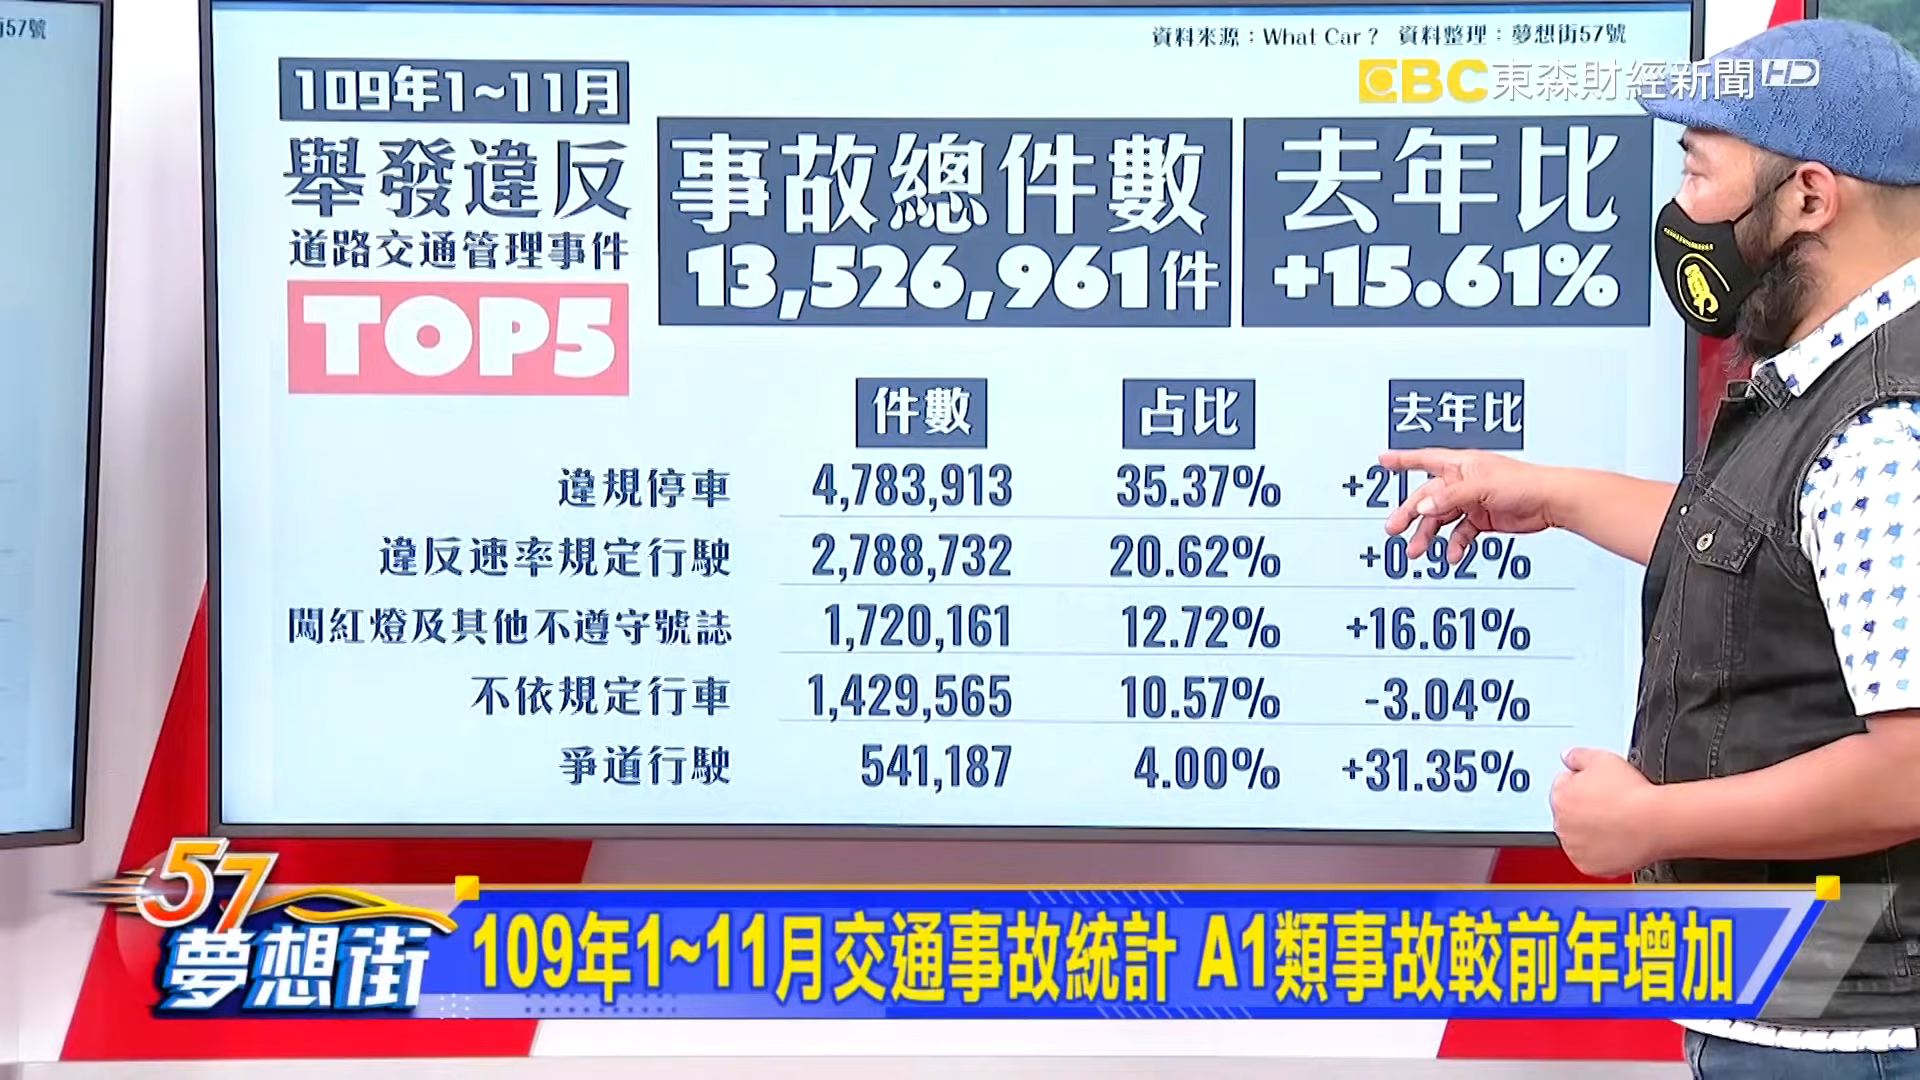 街57號
資料來源：What Car？ 資料整理：夢想街57號
EBC東森財經新聞HD
109年1~11月
舉發違反
道路交通管理事件
TOP5
事故總件數
13,526,961件
去年比
+15.61%
件數 占比 去年比
違規停車 4,783,913 35.37% +21
違反速率規定行駛 2,788,732 20.62% +0.92%
闖紅燈及其他不遵守號誌 1,720,161 12.72% +16.61%
不依規定行車 1,429,565 10.57% -3.04%
爭道行駛 541,187 4.00% +31.35%
57
夢想街
109年1~11月交通事故統計 A1類事故較前年增加